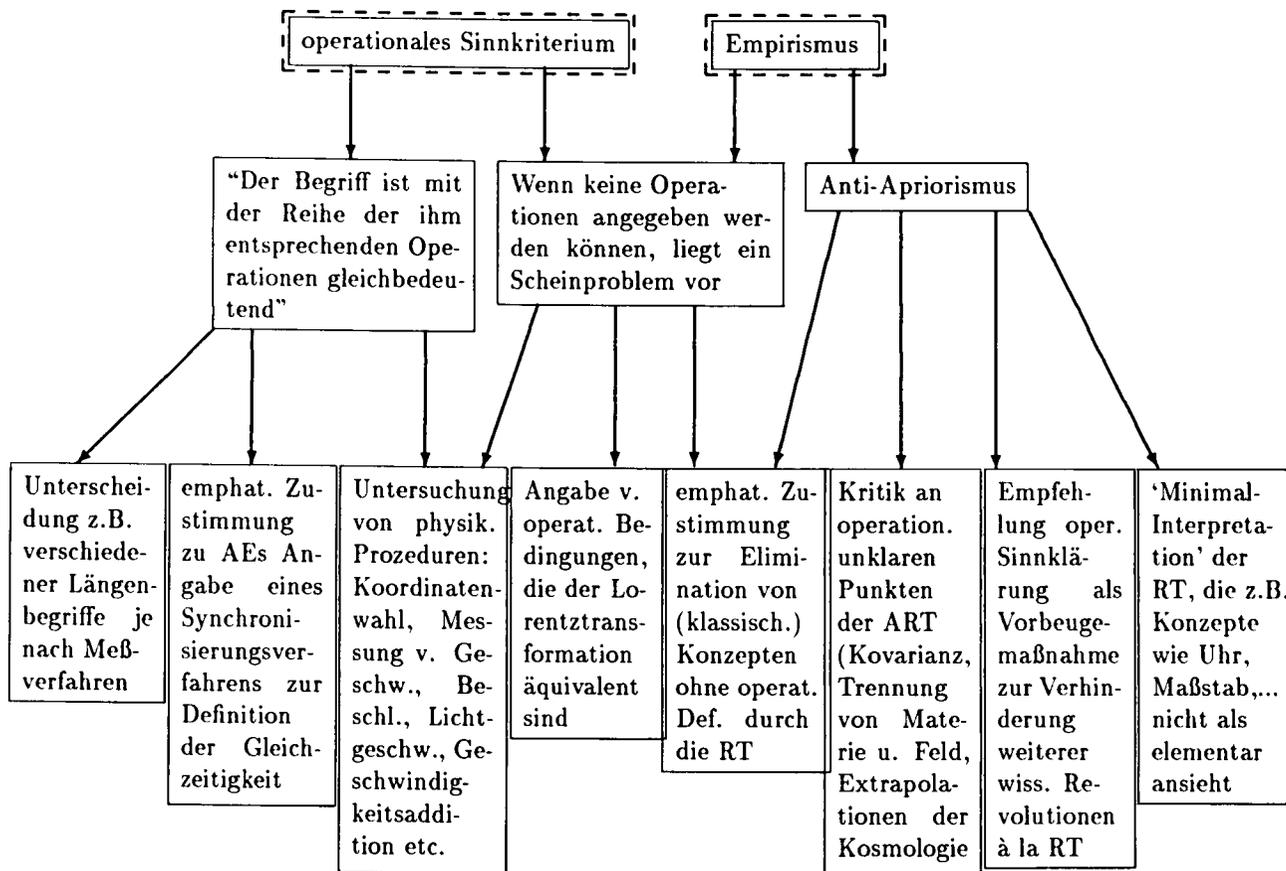 operationales Sinnkriterium
Empirismus
“Der Begriff ist mit
der Reihe der ihm
entsprechenden Ope-
rationen gleichbedeu-
tend”
Wenn keine Opera-
tionen angegeben wer-
den können, liegt ein
Scheinproblem vor
Anti-Apriorismus
Unterschei-
dung z.B.
verschiede-
ner Längen-
begriffe je
nach Meß-
verfahren
emphat. Zu-
stimmung
zu AEs An-
gabe eines
Synchroni-
sierungsver-
fahrens zur
Definition
der Gleich-
zeitigkeit
Untersuchung
von physik.
Prozeduren:
Koordinaten-
wahl, Mes-
sung v. Ge-
schw., Be-
schl., Licht-
geschw., Ge-
schwindig-
keitsaddi-
tion etc.
Angabe v.
operat. Be-
dingungen,
die der Lo-
rentztrans-
formation
äquivalent
sind
emphat. Zu-
stimmung
zur Elimi-
nation von
(klassisch.)
Konzepten
ohne operat.
Def. durch
die RT
Kritik an
operation.
unklaren
Punkten
der ART
(Kovarianz,
Trennung
von Mate-
rie u. Feld,
Extrapola-
tionen der
Kosmologie
Empfeh-
lung oper.
Sinnklä-
rung als
Vorbeuge-
maßnahme
zur Verhin-
derung
weiterer
wiss. Re-
volutionen
à la RT
‘Minimal-
Interpreta-
tion’ der
RT, die z.B.
Konzepte
wie Uhr,
Maßstab,...
nicht als
elementar
ansieht